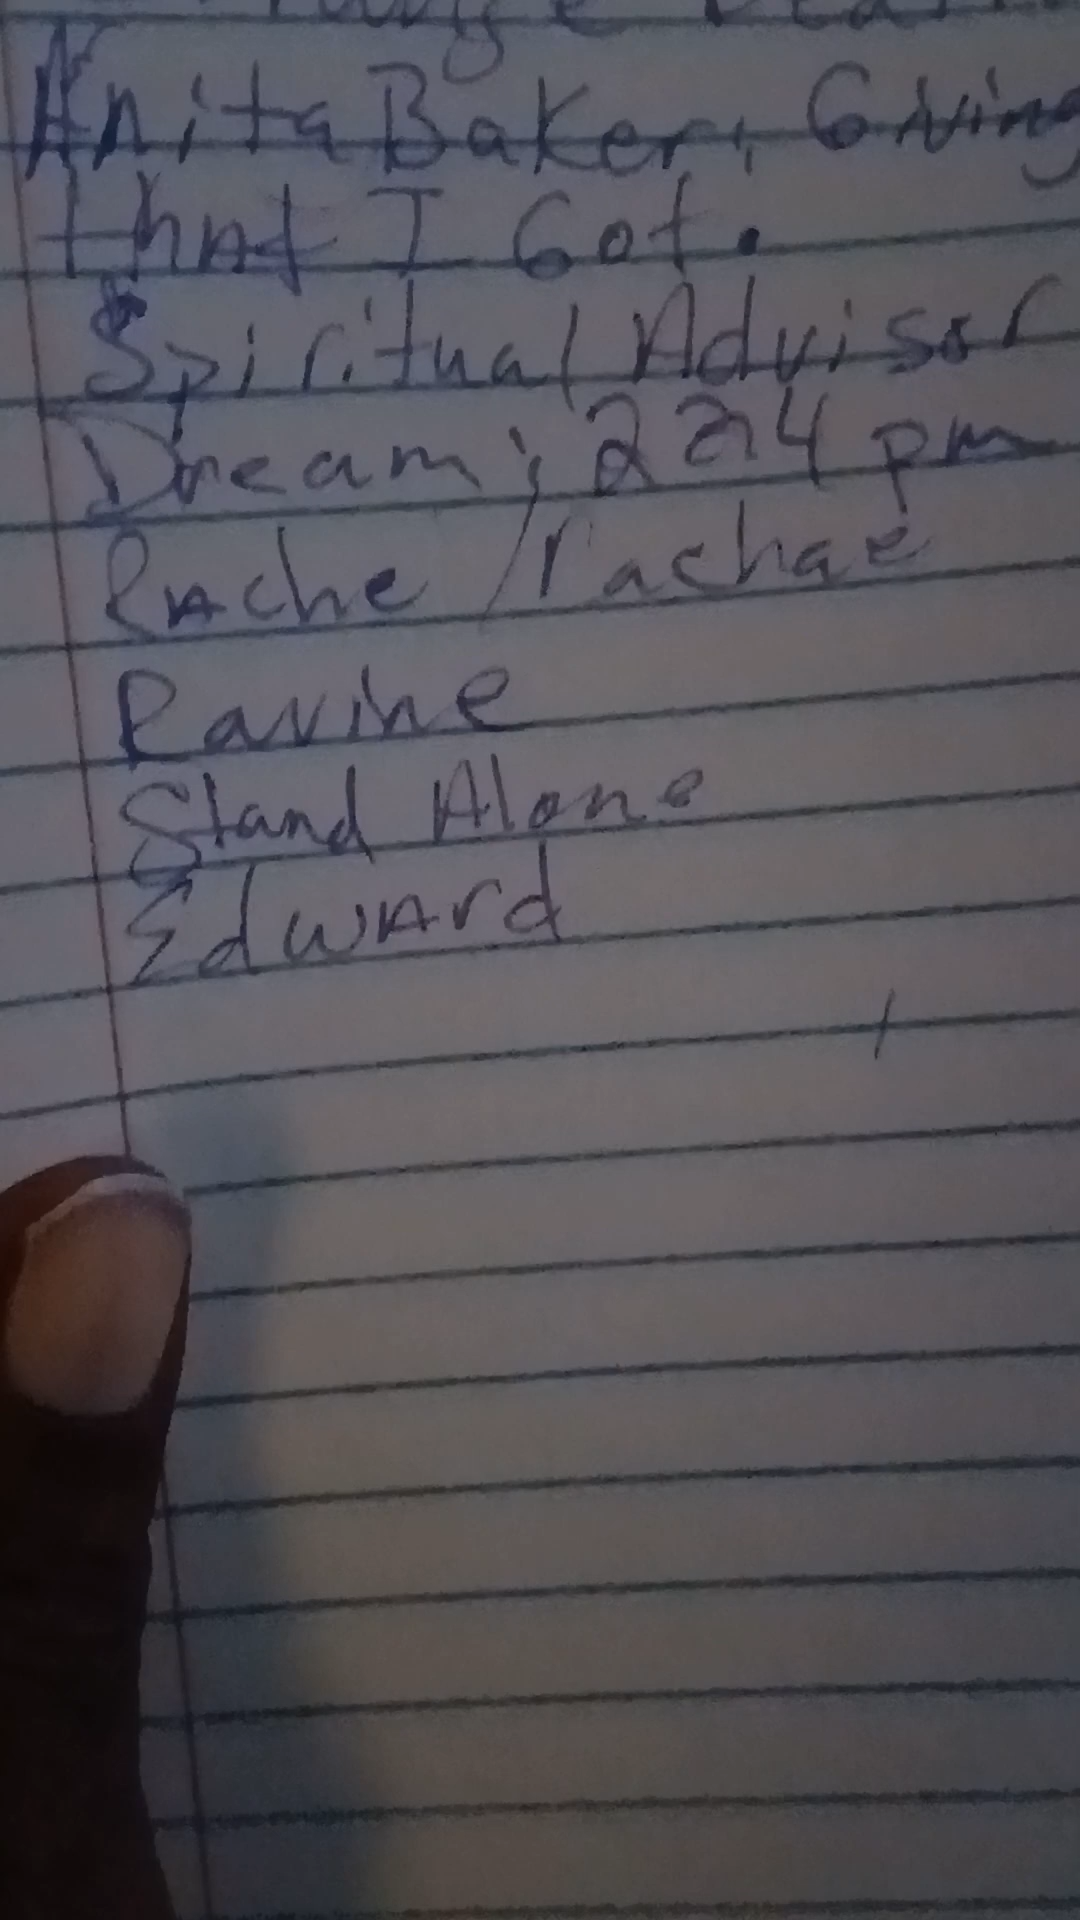 Anita Baker, Giving
that I Got.
Spiritual Advisor
Dream; 224 pm
Rache / rachae
Ravine
Stand Alone
Edward